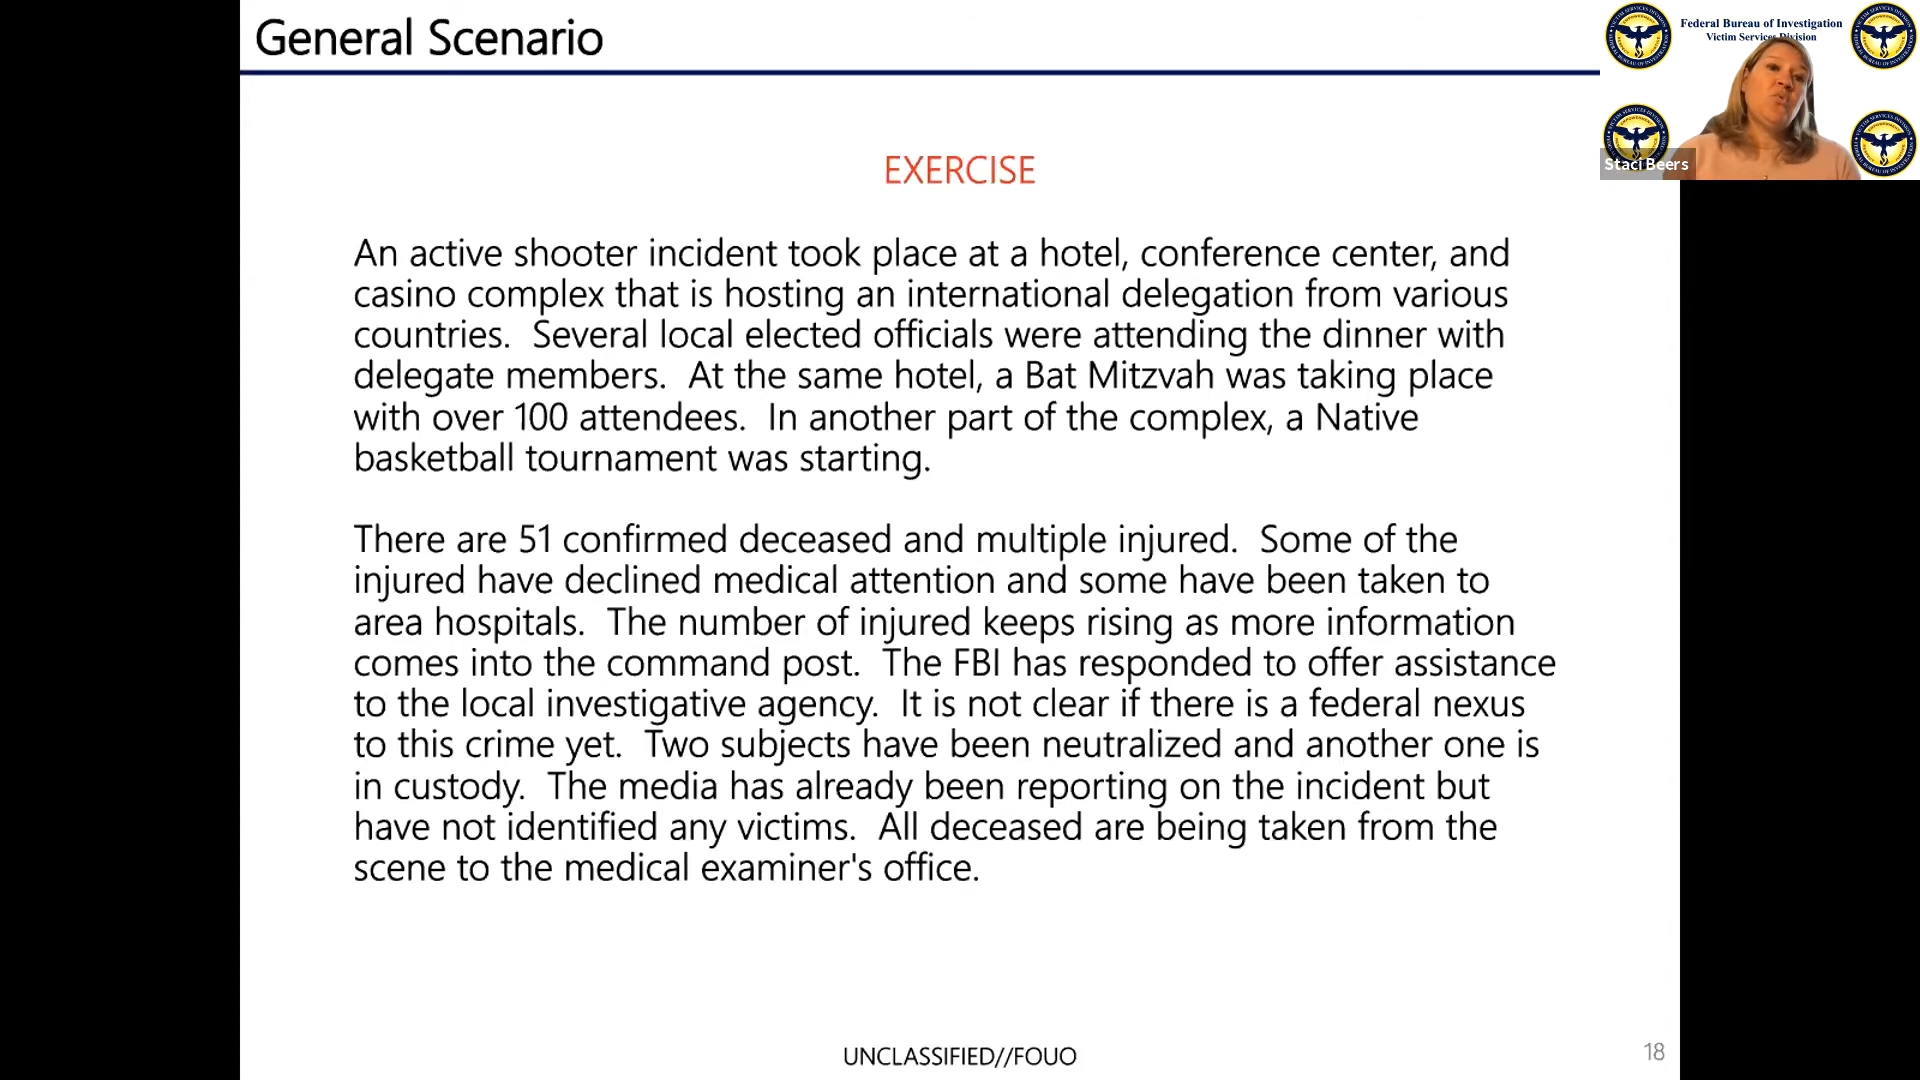 General Scenario
Federal Bureau of Investigation
Victim Services Division
Staci Beers
EXERCISE
An active shooter incident took place at a hotel, conference center, and
casino complex that is hosting an international delegation from various
countries.  Several local elected officials were attending the dinner with
delegate members.  At the same hotel, a Bat Mitzvah was taking place
with over 100 attendees.  In another part of the complex, a Native
basketball tournament was starting.
There are 51 confirmed deceased and multiple injured.  Some of the
injured have declined medical attention and some have been taken to
area hospitals.  The number of injured keeps rising as more information
comes into the command post.  The FBI has responded to offer assistance
to the local investigative agency.  It is not clear if there is a federal nexus
to this crime yet.  Two subjects have been neutralized and another one is
in custody.  The media has already been reporting on the incident but
have not identified any victims.  All deceased are being taken from the
scene to the medical examiner's office.
UNCLASSIFIED//FOUO
18